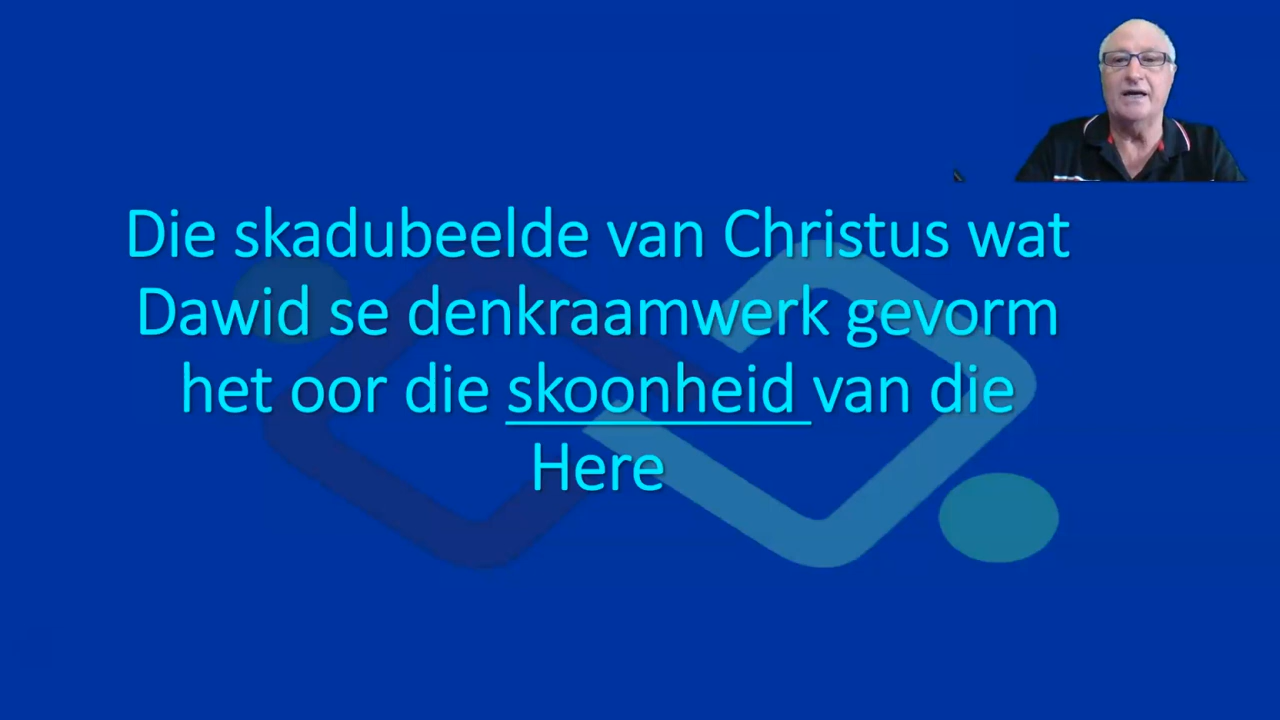 Die skadubeelde van Christus wat
Dawid se denkraamwerk gevorm
het oor die skoonheid van die
Here